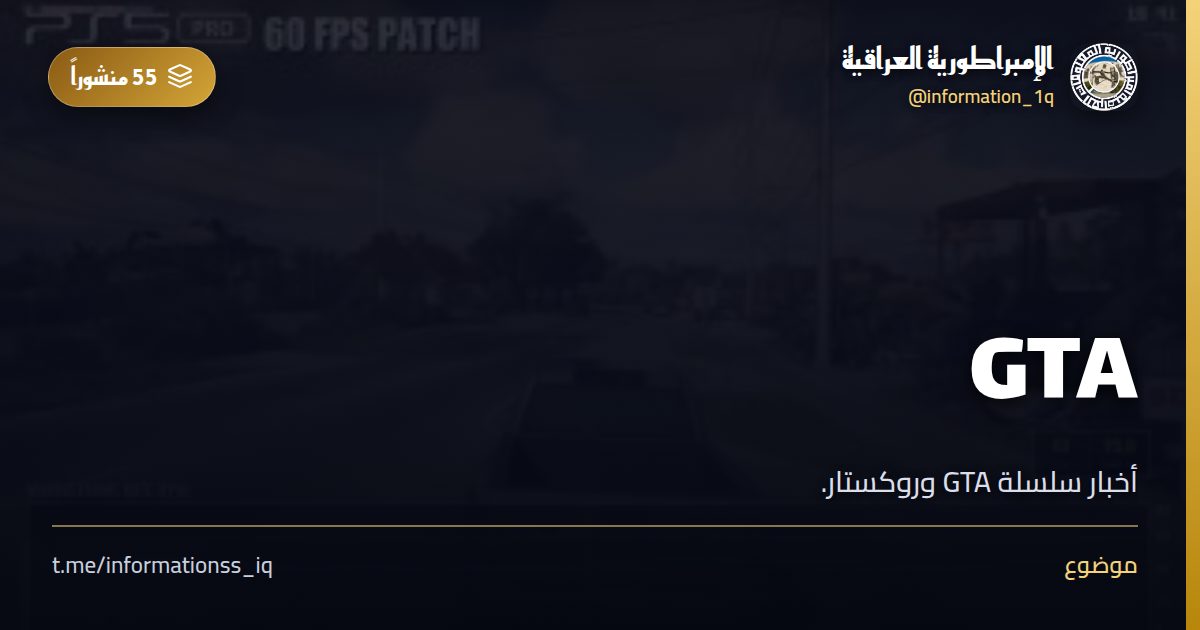 PS5 PRO 60 FPS PATCH
الإمبراطورية العراقية
@information_1q
55 منشوراً
GTA
أخبار سلسلة GTA وروكستار.
موضوع
t.me/informationss_iq